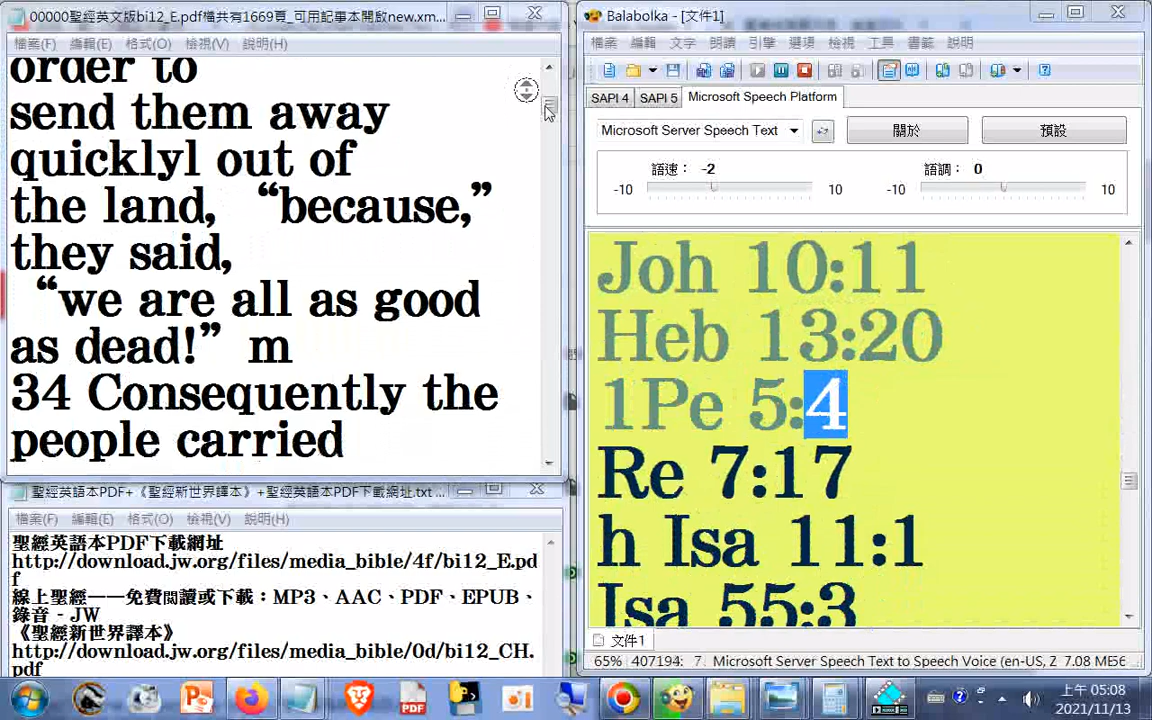 00000聖經英文版bi12_E.pdf檔共有1669頁_可用記事本開啟new.xm...
檔案(F) 編輯(E) 格式(O) 檢視(V) 說明(H)
order to
send them away
quicklyl out of
the land, “because,”
they said,
“we are all as good
as dead!” m
34 Consequently the
people carried
聖經英語本PDF+《聖經新世界譯本》+聖經英語本PDF下載網址.txt ...
檔案(F) 編輯(E) 格式(O) 檢視(V) 說明(H)
聖經英語本PDF下載網址
http://download.jw.org/files/media_bible/4f/bi12_E.pd
f
線上聖經——免費閱讀或下載：MP3、AAC、PDF、EPUB、
錄音 - JW
《聖經新世界譯本》
http://download.jw.org/files/media_bible/0d/bi12_CH.
pdf
Balabolka - [文件1]
檔案 編輯 文字 朗讀 引擎 選項 檢視 工具 書籤 說明
SAPI 4 SAPI 5 Microsoft Speech Platform
Microsoft Server Speech Text 關於 預設
語速： -2 語調： 0
-10 10 -10 10
Joh 10:11
Heb 13:20
1Pe 5:4
Re 7:17
h Isa 11:1
Isa 55:3
文件1
65% 407194: 7. Microsoft Server Speech Text to Speech Voice (en-US, Z 7.08 ME56
上午 05:08
2021/11/13